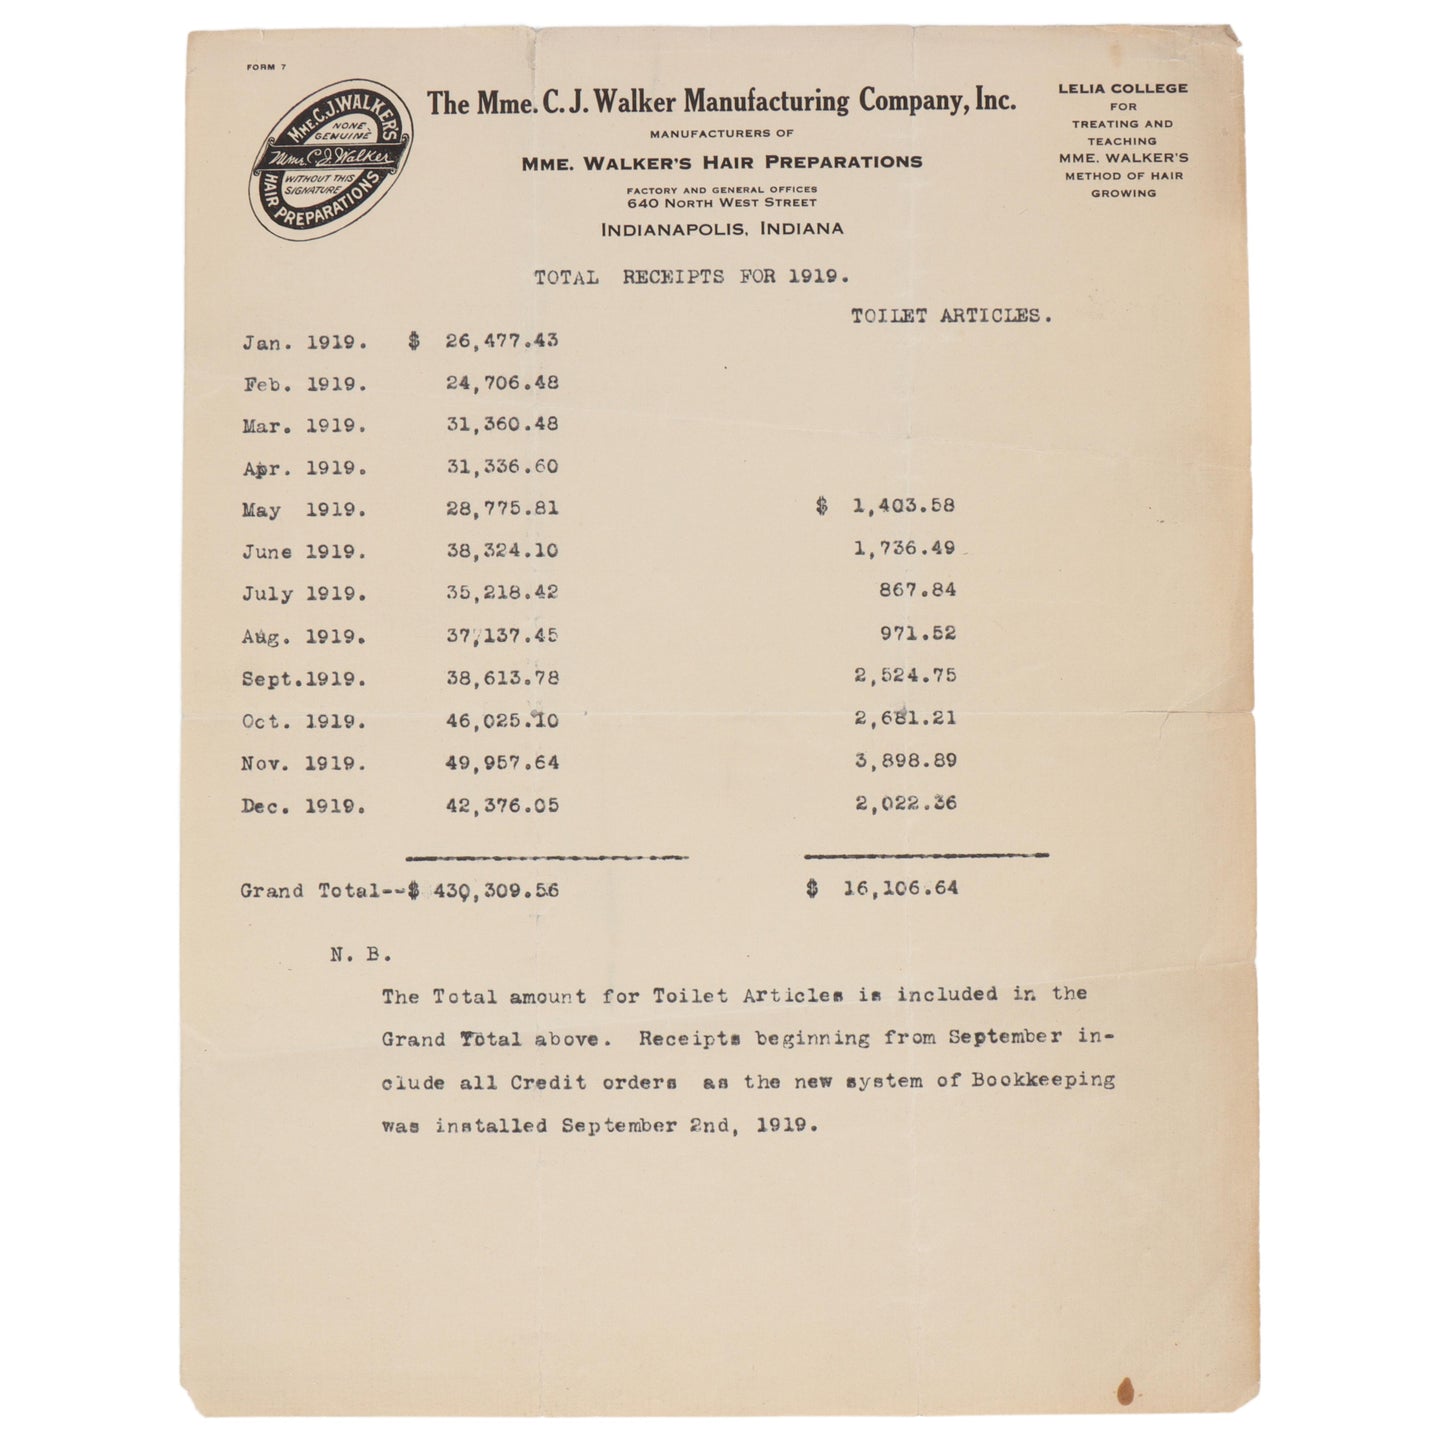 FORM 7
MME. C. J. WALKER'S
NONE
GENUINE
Mme. C. J. Walker
WITHOUT THIS
SIGNATURE
HAIR PREPARATIONS
The Mme. C. J. Walker Manufacturing Company, Inc.
MANUFACTURERS OF
MME. WALKER'S HAIR PREPARATIONS
FACTORY AND GENERAL OFFICES
640 NORTH WEST STREET
INDIANAPOLIS, INDIANA
LELIA COLLEGE
FOR
TREATING AND
TEACHING
MME. WALKER'S
METHOD OF HAIR
GROWING
TOTAL RECEIPTS FOR 1919.
TOILET ARTICLES.
Jan. 1919. $ 26,477.43
Feb. 1919. 24,706.48
Mar. 1919. 31,360.48
Apr. 1919. 31,336.60
May 1919. 28,775.81 $ 1,403.58
June 1919. 38,324.10 1,736.49
July 1919. 35,218.42 867.84
Aug. 1919. 37,137.45 971.52
Sept.1919. 38,613.78 2,524.75
Oct. 1919. 46,025.10 2,681.21
Nov. 1919. 49,957.64 3,898.89
Dec. 1919. 42,376.05 2,022.36
Grand Total--$ 430,309.56 $ 16,106.64
N. B.
The Total amount for Toilet Articles is included in the
Grand Total above. Receipts beginning from September in-
clude all Credit orders as the new system of Bookkeeping
was installed September 2nd, 1919.